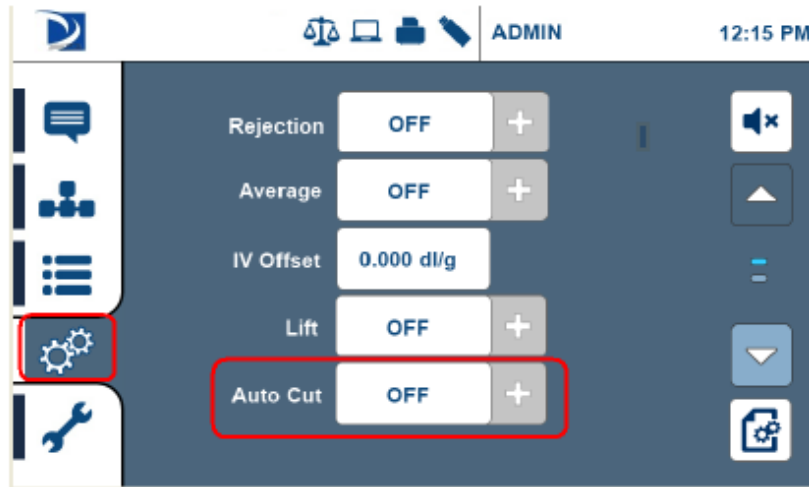 ADMIN 12:15 PM
Rejection OFF
Average OFF
IV Offset 0.000 dl/g
Lift OFF
Auto Cut OFF